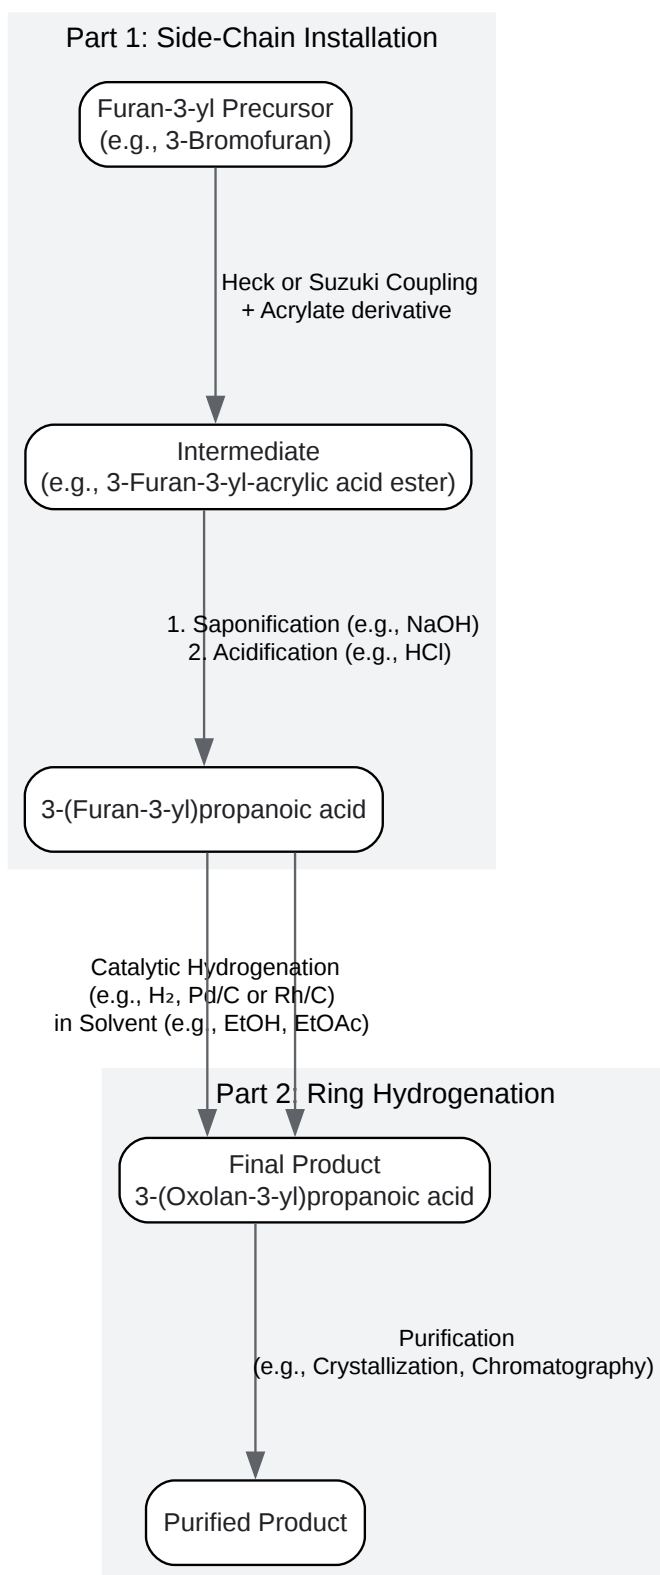 Part 1: Side-Chain Installation
Furan-3-yl Precursor
(e.g., 3-Bromofuran)
Heck or Suzuki Coupling
+ Acrylate derivative
Intermediate
(e.g., 3-Furan-3-yl-acrylic acid ester)
1. Saponification (e.g., NaOH)
2. Acidification (e.g., HCl)
3-(Furan-3-yl)propanoic acid
Catalytic Hydrogenation
(e.g., H₂, Pd/C or Rh/C)
in Solvent (e.g., EtOH, EtOAc)
Part 2: Ring Hydrogenation
Final Product
3-(Oxolan-3-yl)propanoic acid
Purification
(e.g., Crystallization, Chromatography)
Purified Product